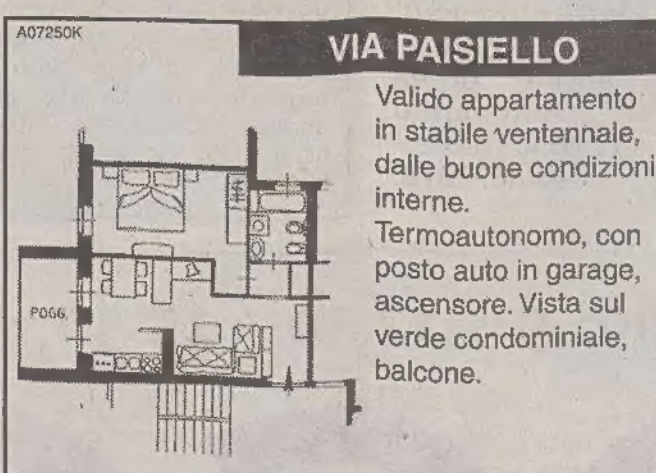 A07250K
VIA PAISIELLO
Valido appartamento
in stabile ventennale,
dalle buone condizioni
interne.
Termoautonomo, con
posto auto in garage,
ascensore. Vista sul
verde condominiale,
balcone.
POGG.